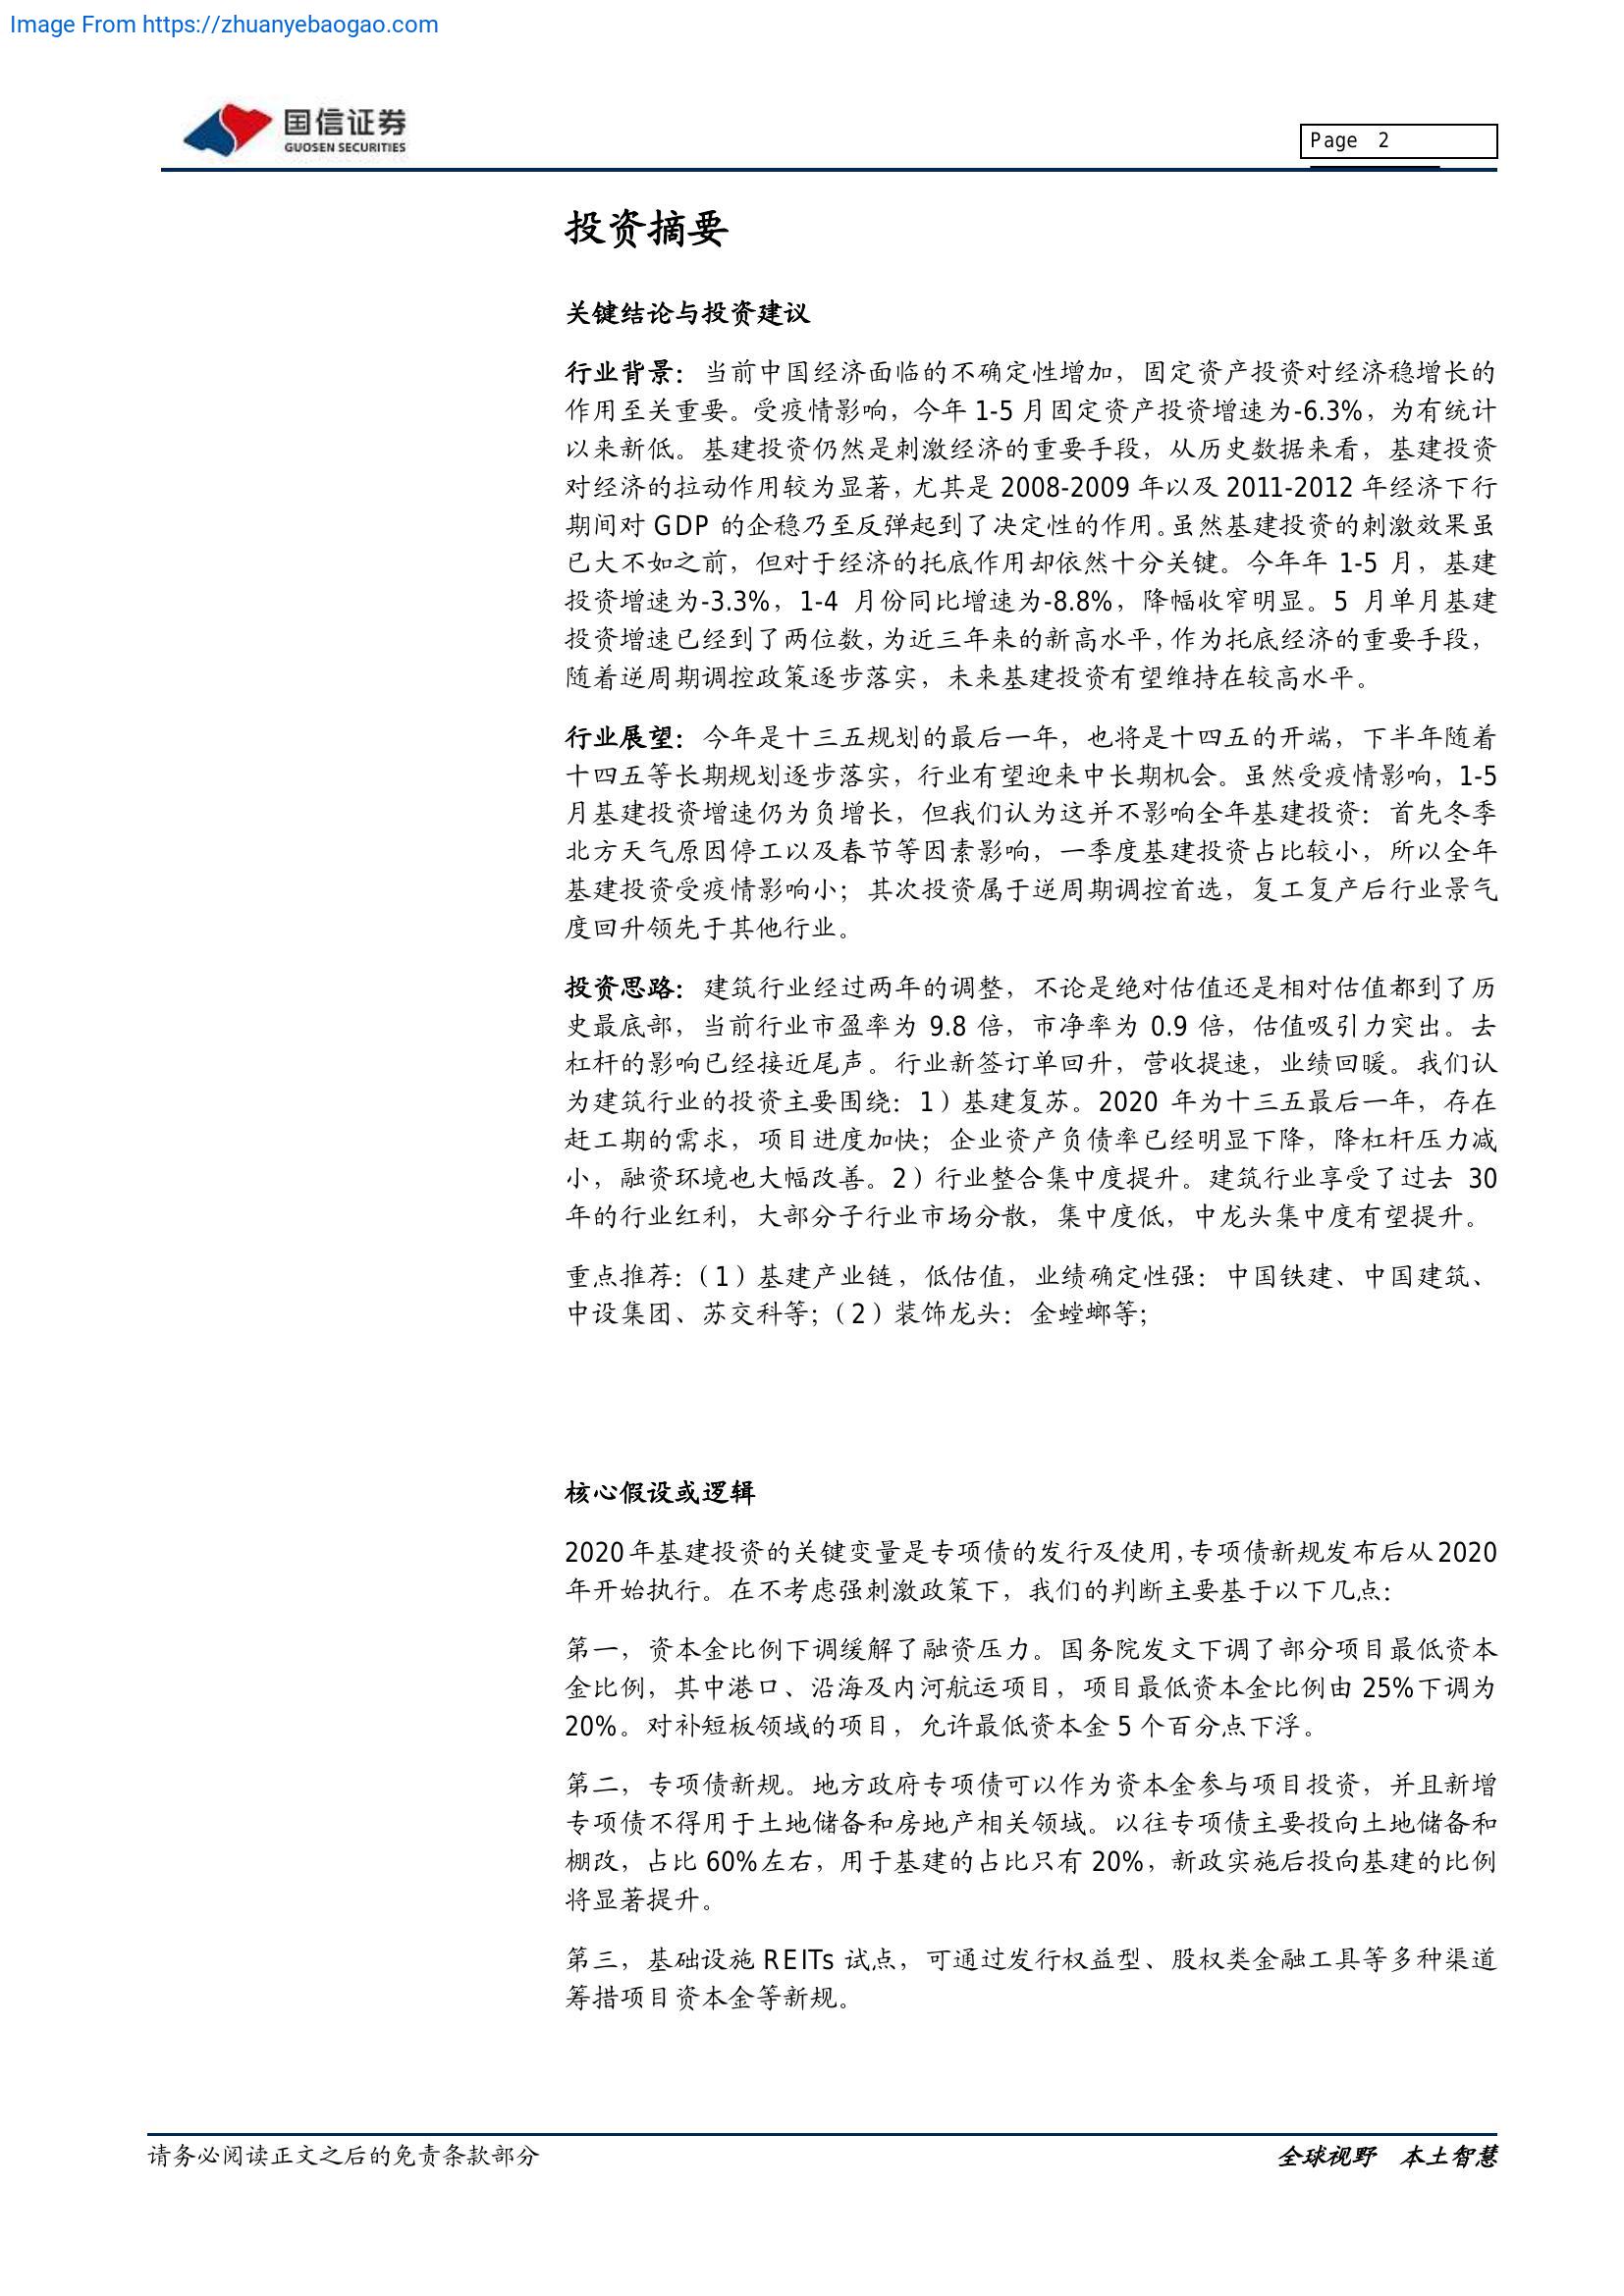 Image From https://zhuanyebaogao.com
国信证券
GUOSEN SECURITIES
Page 2
投资摘要
关键结论与投资建议
行业背景：当前中国经济面临的不确定性增加，固定资产投资对经济稳增长的
作用至关重要。受疫情影响，今年 1-5 月固定资产投资增速为-6.3%，为有统计
以来新低。基建投资仍然是刺激经济的重要手段，从历史数据来看，基建投资
对经济的拉动作用较为显著，尤其是 2008-2009 年以及 2011-2012 年经济下行
期间对 GDP 的企稳乃至反弹起到了决定性的作用。虽然基建投资的刺激效果虽
已大不如之前，但对于经济的托底作用却依然十分关键。今年年 1-5 月，基建
投资增速为-3.3%，1-4 月份同比增速为-8.8%，降幅收窄明显。5 月单月基建
投资增速已经到了两位数，为近三年来的新高水平，作为托底经济的重要手段，
随着逆周期调控政策逐步落实，未来基建投资有望维持在较高水平。
行业展望：今年是十三五规划的最后一年，也将是十四五的开端，下半年随着
十四五等长期规划逐步落实，行业有望迎来中长期机会。虽然受疫情影响，1-5
月基建投资增速仍为负增长，但我们认为这并不影响全年基建投资：首先冬季
北方天气原因停工以及春节等因素影响，一季度基建投资占比较小，所以全年
基建投资受疫情影响小；其次投资属于逆周期调控首选，复工复产后行业景气
度回升领先于其他行业。
投资思路：建筑行业经过两年的调整，不论是绝对估值还是相对估值都到了历
史最底部，当前行业市盈率为 9.8 倍，市净率为 0.9 倍，估值吸引力突出。去
杠杆的影响已经接近尾声。行业新签订单回升，营收提速，业绩回暖。我们认
为建筑行业的投资主要围绕：1）基建复苏。2020 年为十三五最后一年，存在
赶工期的需求，项目进度加快；企业资产负债率已经明显下降，降杠杆压力减
小，融资环境也大幅改善。2）行业整合集中度提升。建筑行业享受了过去 30
年的行业红利，大部分子行业市场分散，集中度低，中龙头集中度有望提升。
重点推荐：（1）基建产业链，低估值，业绩确定性强：中国铁建、中国建筑、
中设集团、苏交科等；（2）装饰龙头：金螳螂等；
核心假设或逻辑
2020 年基建投资的关键变量是专项债的发行及使用，专项债新规发布后从 2020
年开始执行。在不考虑强刺激政策下，我们的判断主要基于以下几点：
第一，资本金比例下调缓解了融资压力。国务院发文下调了部分项目最低资本
金比例，其中港口、沿海及内河航运项目，项目最低资本金比例由 25%下调为
20%。对补短板领域的项目，允许最低资本金 5 个百分点下浮。
第二，专项债新规。地方政府专项债可以作为资本金参与项目投资，并且新增
专项债不得用于土地储备和房地产相关领域。以往专项债主要投向土地储备和
棚改，占比 60%左右，用于基建的占比只有 20%，新政实施后投向基建的比例
将显著提升。
第三，基础设施 REITs 试点，可通过发行权益型、股权类金融工具等多种渠道
筹措项目资本金等新规。
请务必阅读正文之后的免责条款部分
全球视野 本土智慧